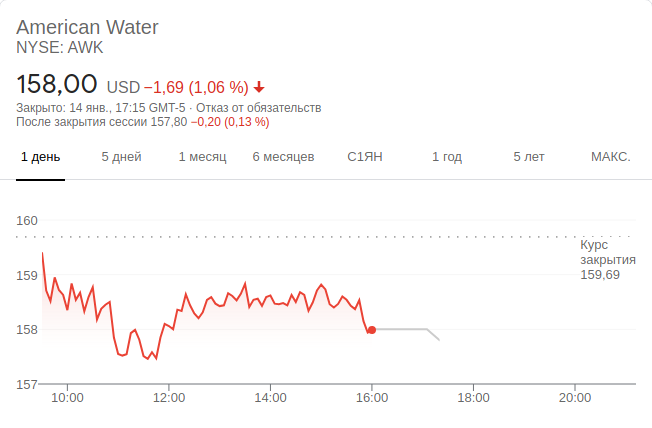 American Water
NYSE: AWK
158,00 USD −1,69 (1,06 %)
Закрыто: 14 янв., 17:15 GMT-5 · Отказ от обязательств
После закрытия сессии 157,80 −0,20 (0,13 %)
1 день 5 дней 1 месяц 6 месяцев С1ЯН 1 год 5 лет МАКС.
160
Курс
закрытия
159,69
159
158
157
10:00 12:00 14:00 16:00 18:00 20:00